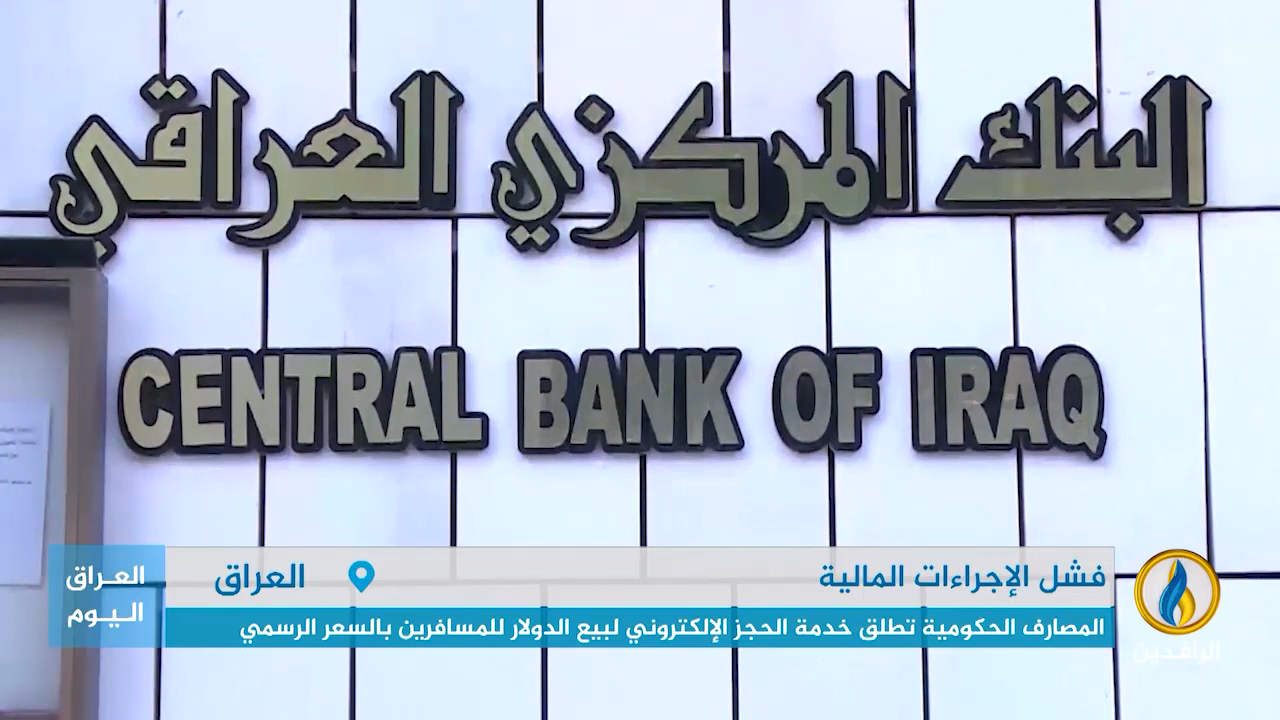 البنك المركزي العراقي
CENTRAL BANK OF IRAQ
فشل الإجراءات المالية
العراق
المصارف الحكومية تطلق خدمة الحجز الإلكتروني لبيع الدولار للمسافرين بالسعر الرسمي
العراق
اليوم
الرافدين